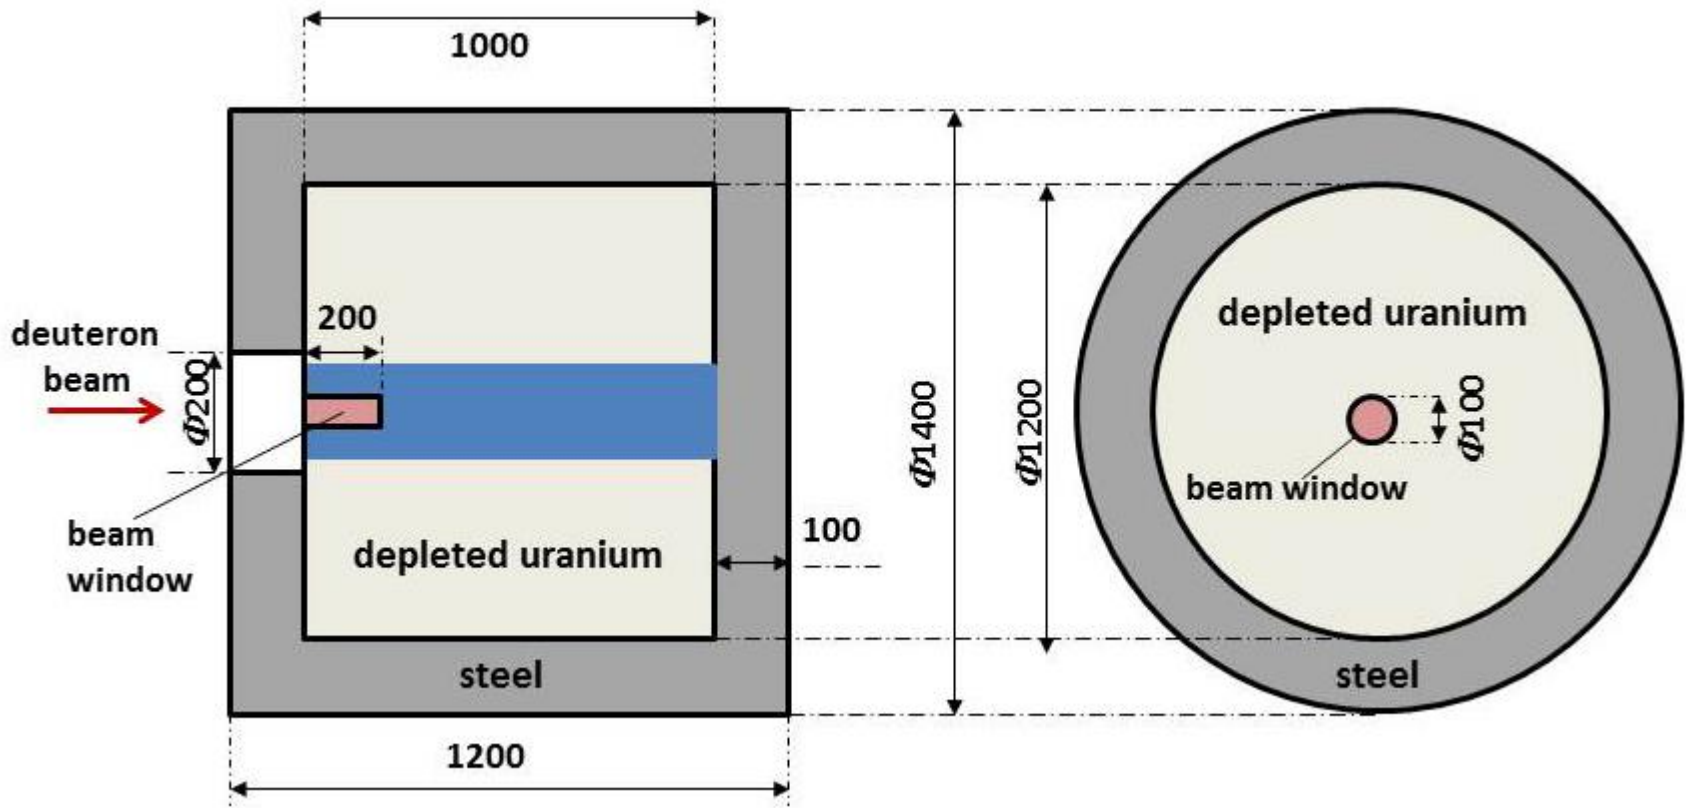 1000
200
deuteron
beam
Φ200
beam
window
depleted uranium
steel
1200
100
Φ1400
Φ1200
depleted uranium
Φ100
beam window
steel